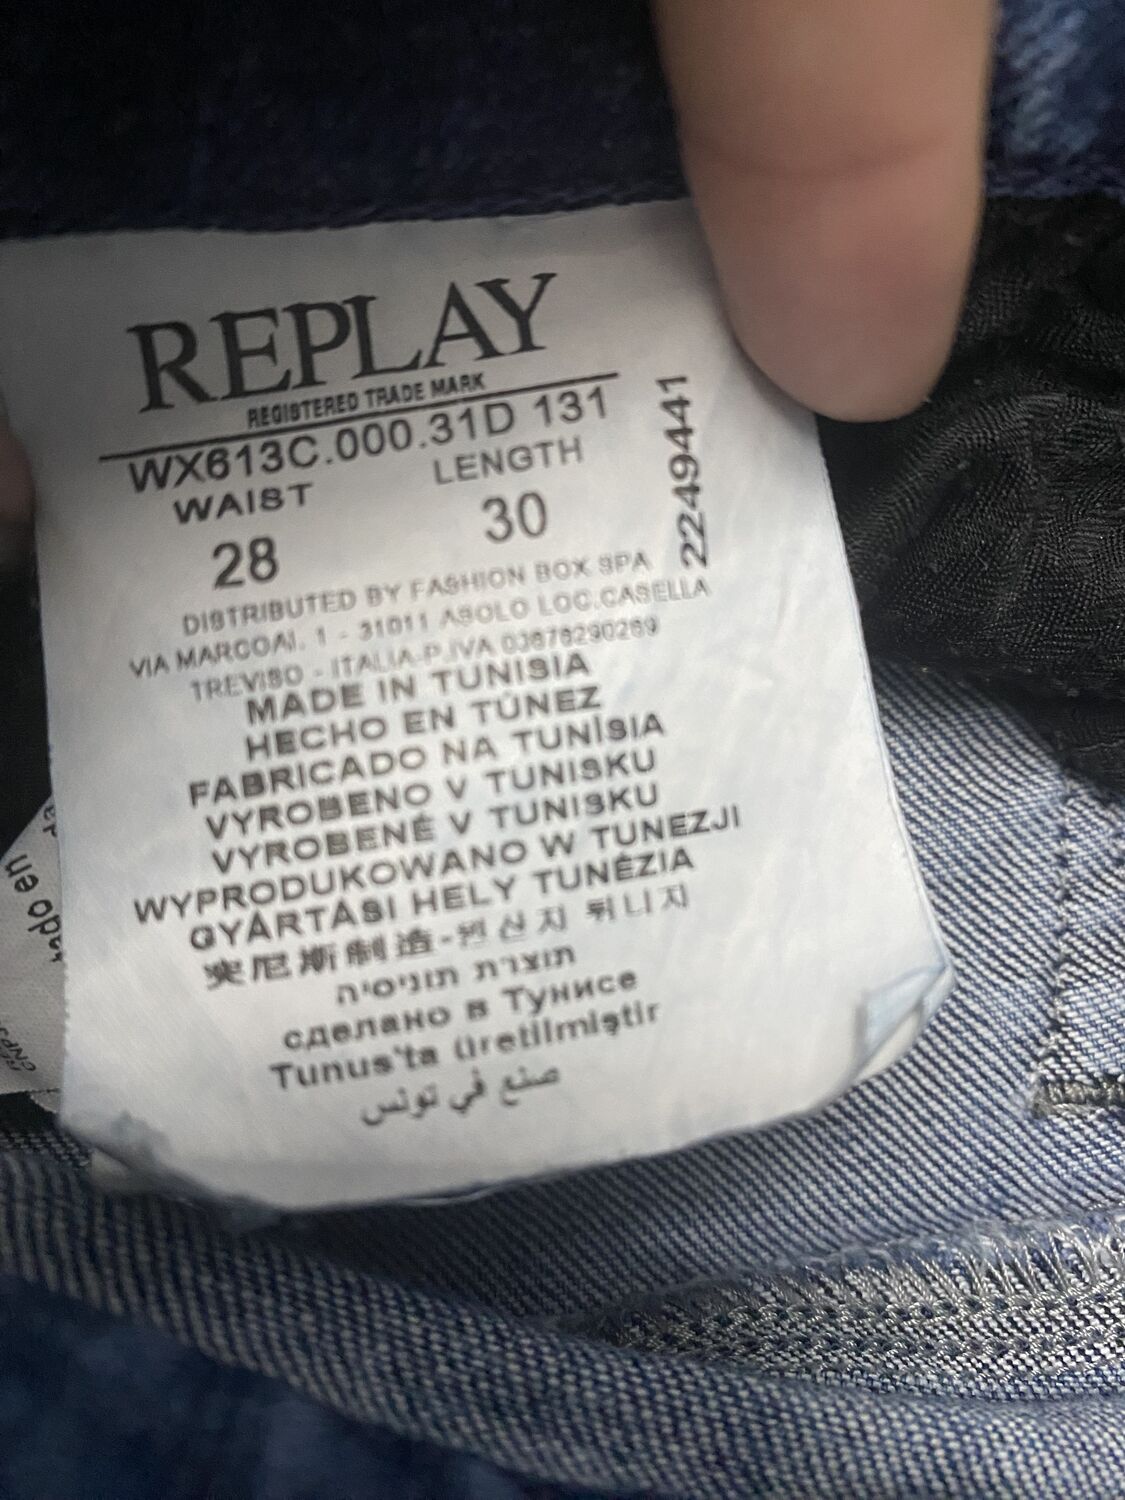 REPLAY
REGISTERED TRADE MARK
WX613C.000.31D 131
WAIST LENGTH
28 30
2249441
DISTRIBUTED BY FASHION BOX SPA
VIA MARCOAI. 1 - 31011 ASOLO LOC.CASELLA
TREVISO - ITALIA-P.IVA 03676290269
MADE IN TUNISIA
HECHO EN TÚNEZ
FABRICADO NA TUNÍSIA
VYROBENO V TUNISKU
VYROBENÉ V TUNISKU
WYPRODUKOWANO W TUNEZJI
GYÁRTÁSI HELY TUNÉZIA
突尼斯制造-원산지 튀니지
תוצרת תוניסיה
сделано в Тунисе
Tunus'ta üretilmiştir
صنع في تونس